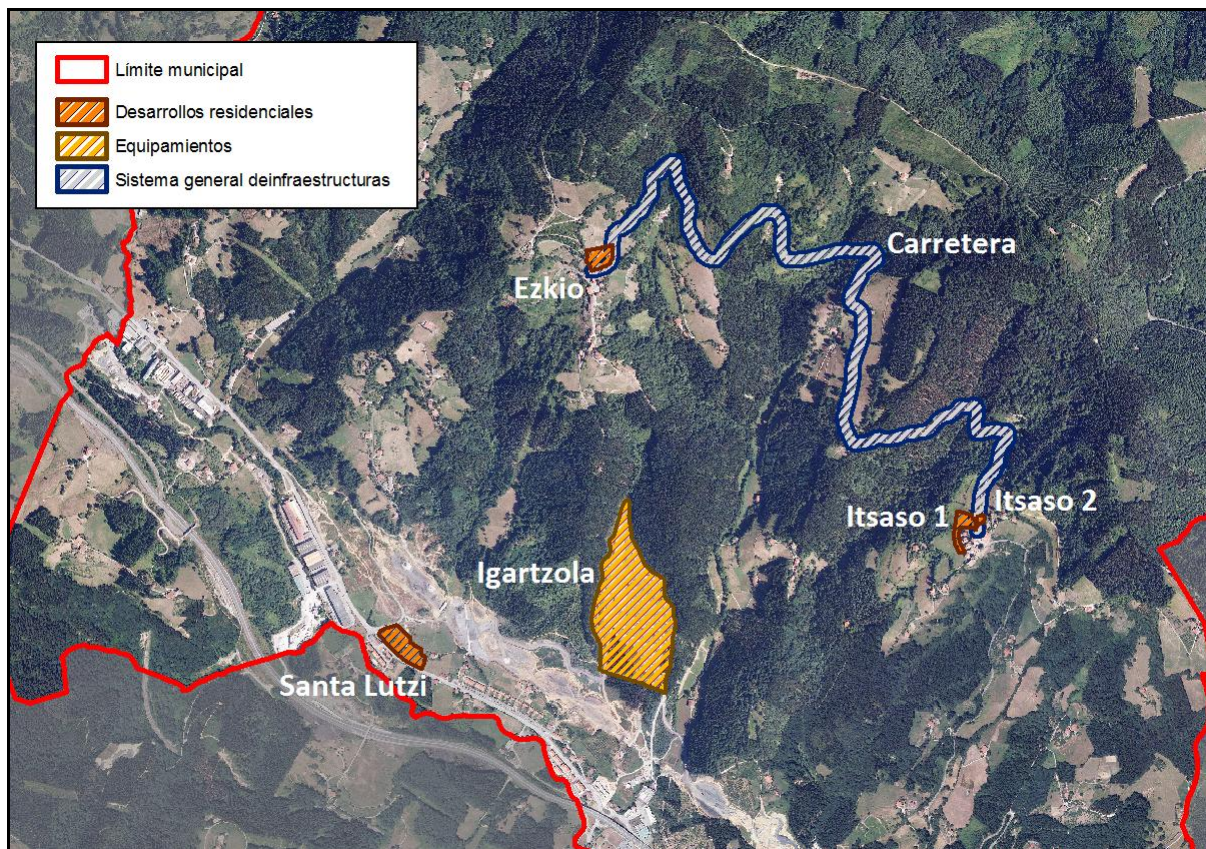 Límite municipal
Desarrollos residenciales
Equipamientos
Sistema general deinfraestructuras
Carretera
Ezkio
Itsaso 1
Itsaso 2
Igartzola
Santa Lutzi